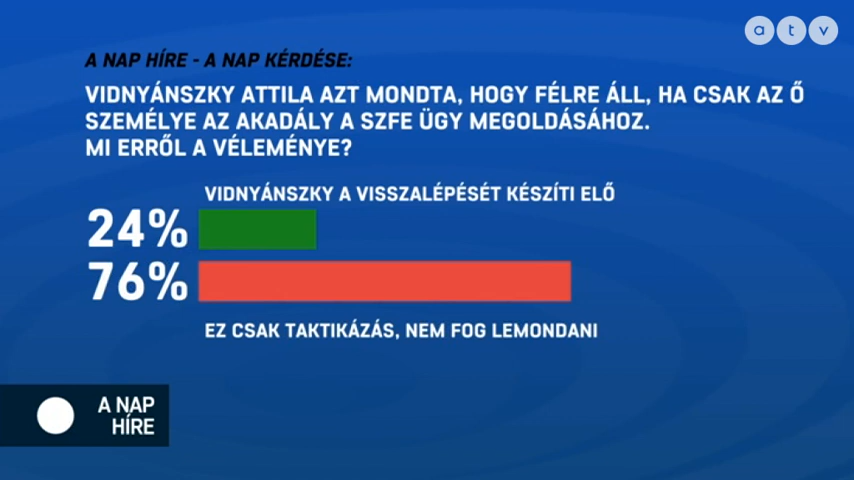 atv
A NAP HÍRE - A NAP KÉRDÉSE:
VIDNYÁNSZKY ATTILA AZT MONDTA, HOGY FÉLRE ÁLL, HA CSAK AZ Ő
SZEMÉLYE AZ AKADÁLY A SZFE ÜGY MEGOLDÁSÁHOZ.
MI ERRŐL A VÉLEMÉNYE?
VIDNYÁNSZKY A VISSZALÉPÉSÉT KÉSZÍTI ELŐ
24%
76%
EZ CSAK TAKTIKÁZÁS, NEM FOG LEMONDANI
A NAP
HÍRE